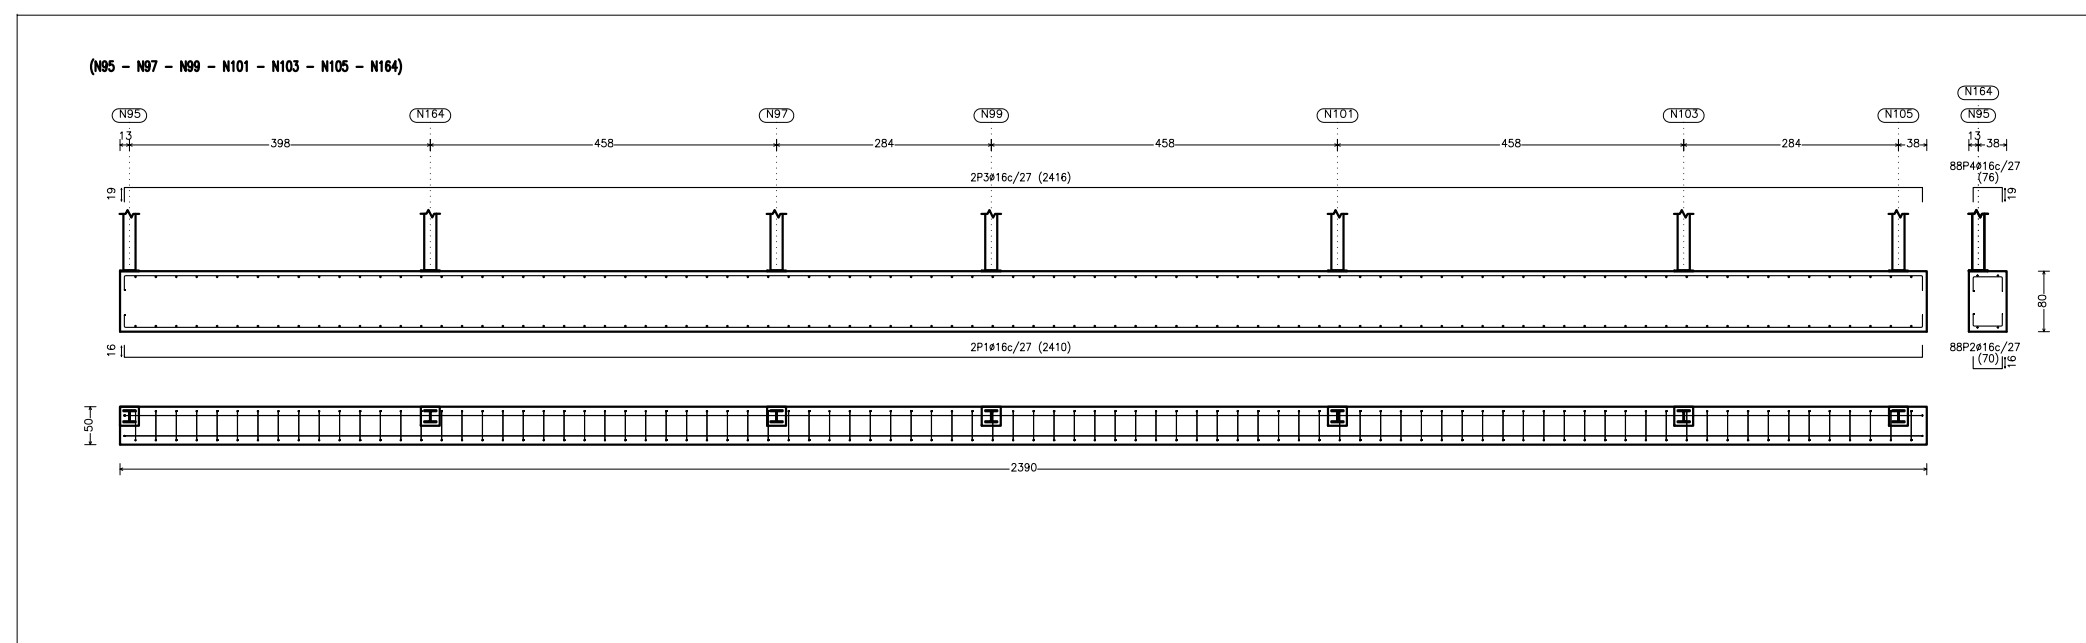 (N95 – N97 – N99 – N101 – N103 – N105 – N164)
N164
N95 N164 N97 N99 N101 N103 N105 N95
13 398 458 284 458 458 284 38 13 38
88P4ø16c/27
(76)
2P3ø16c/27 (2416)
19 19
80
2P1ø16c/27 (2410)
16
88P2ø16c/27
(70)
16
50
2390